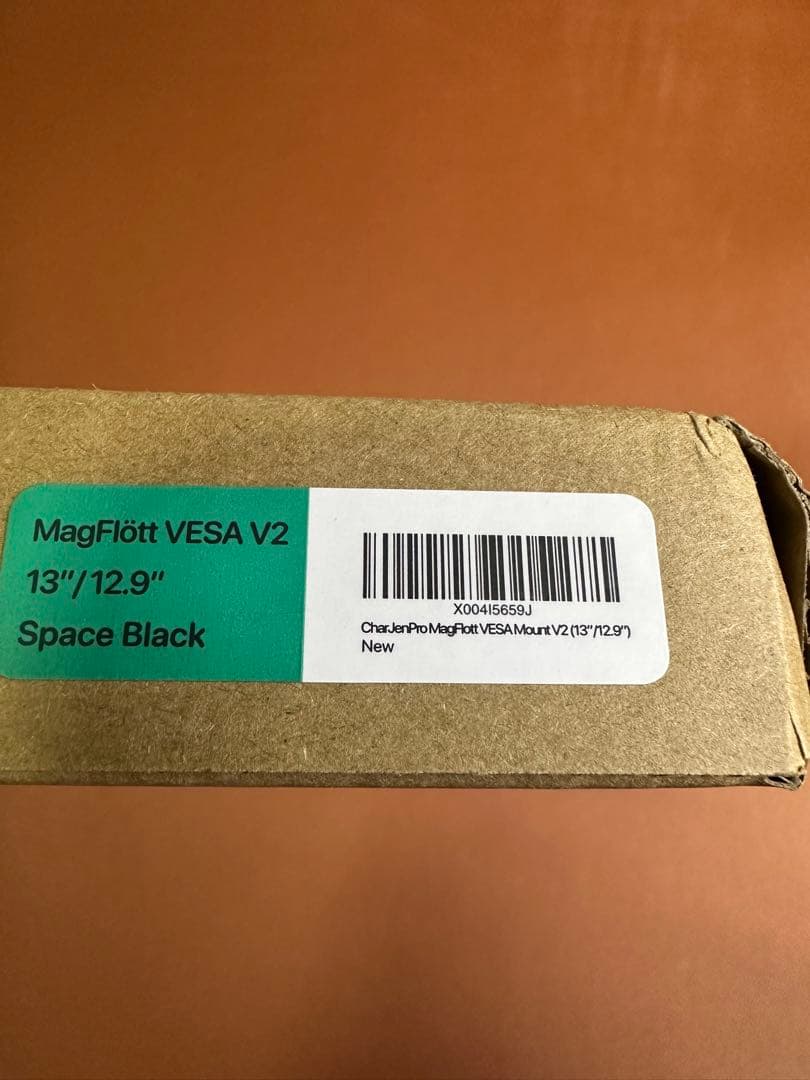 MagFlött VESA V2
13"/12.9"
Space Black
X004I5659J
CharJenPro MagFlott VESA Mount V2 (13"/12.9")
New